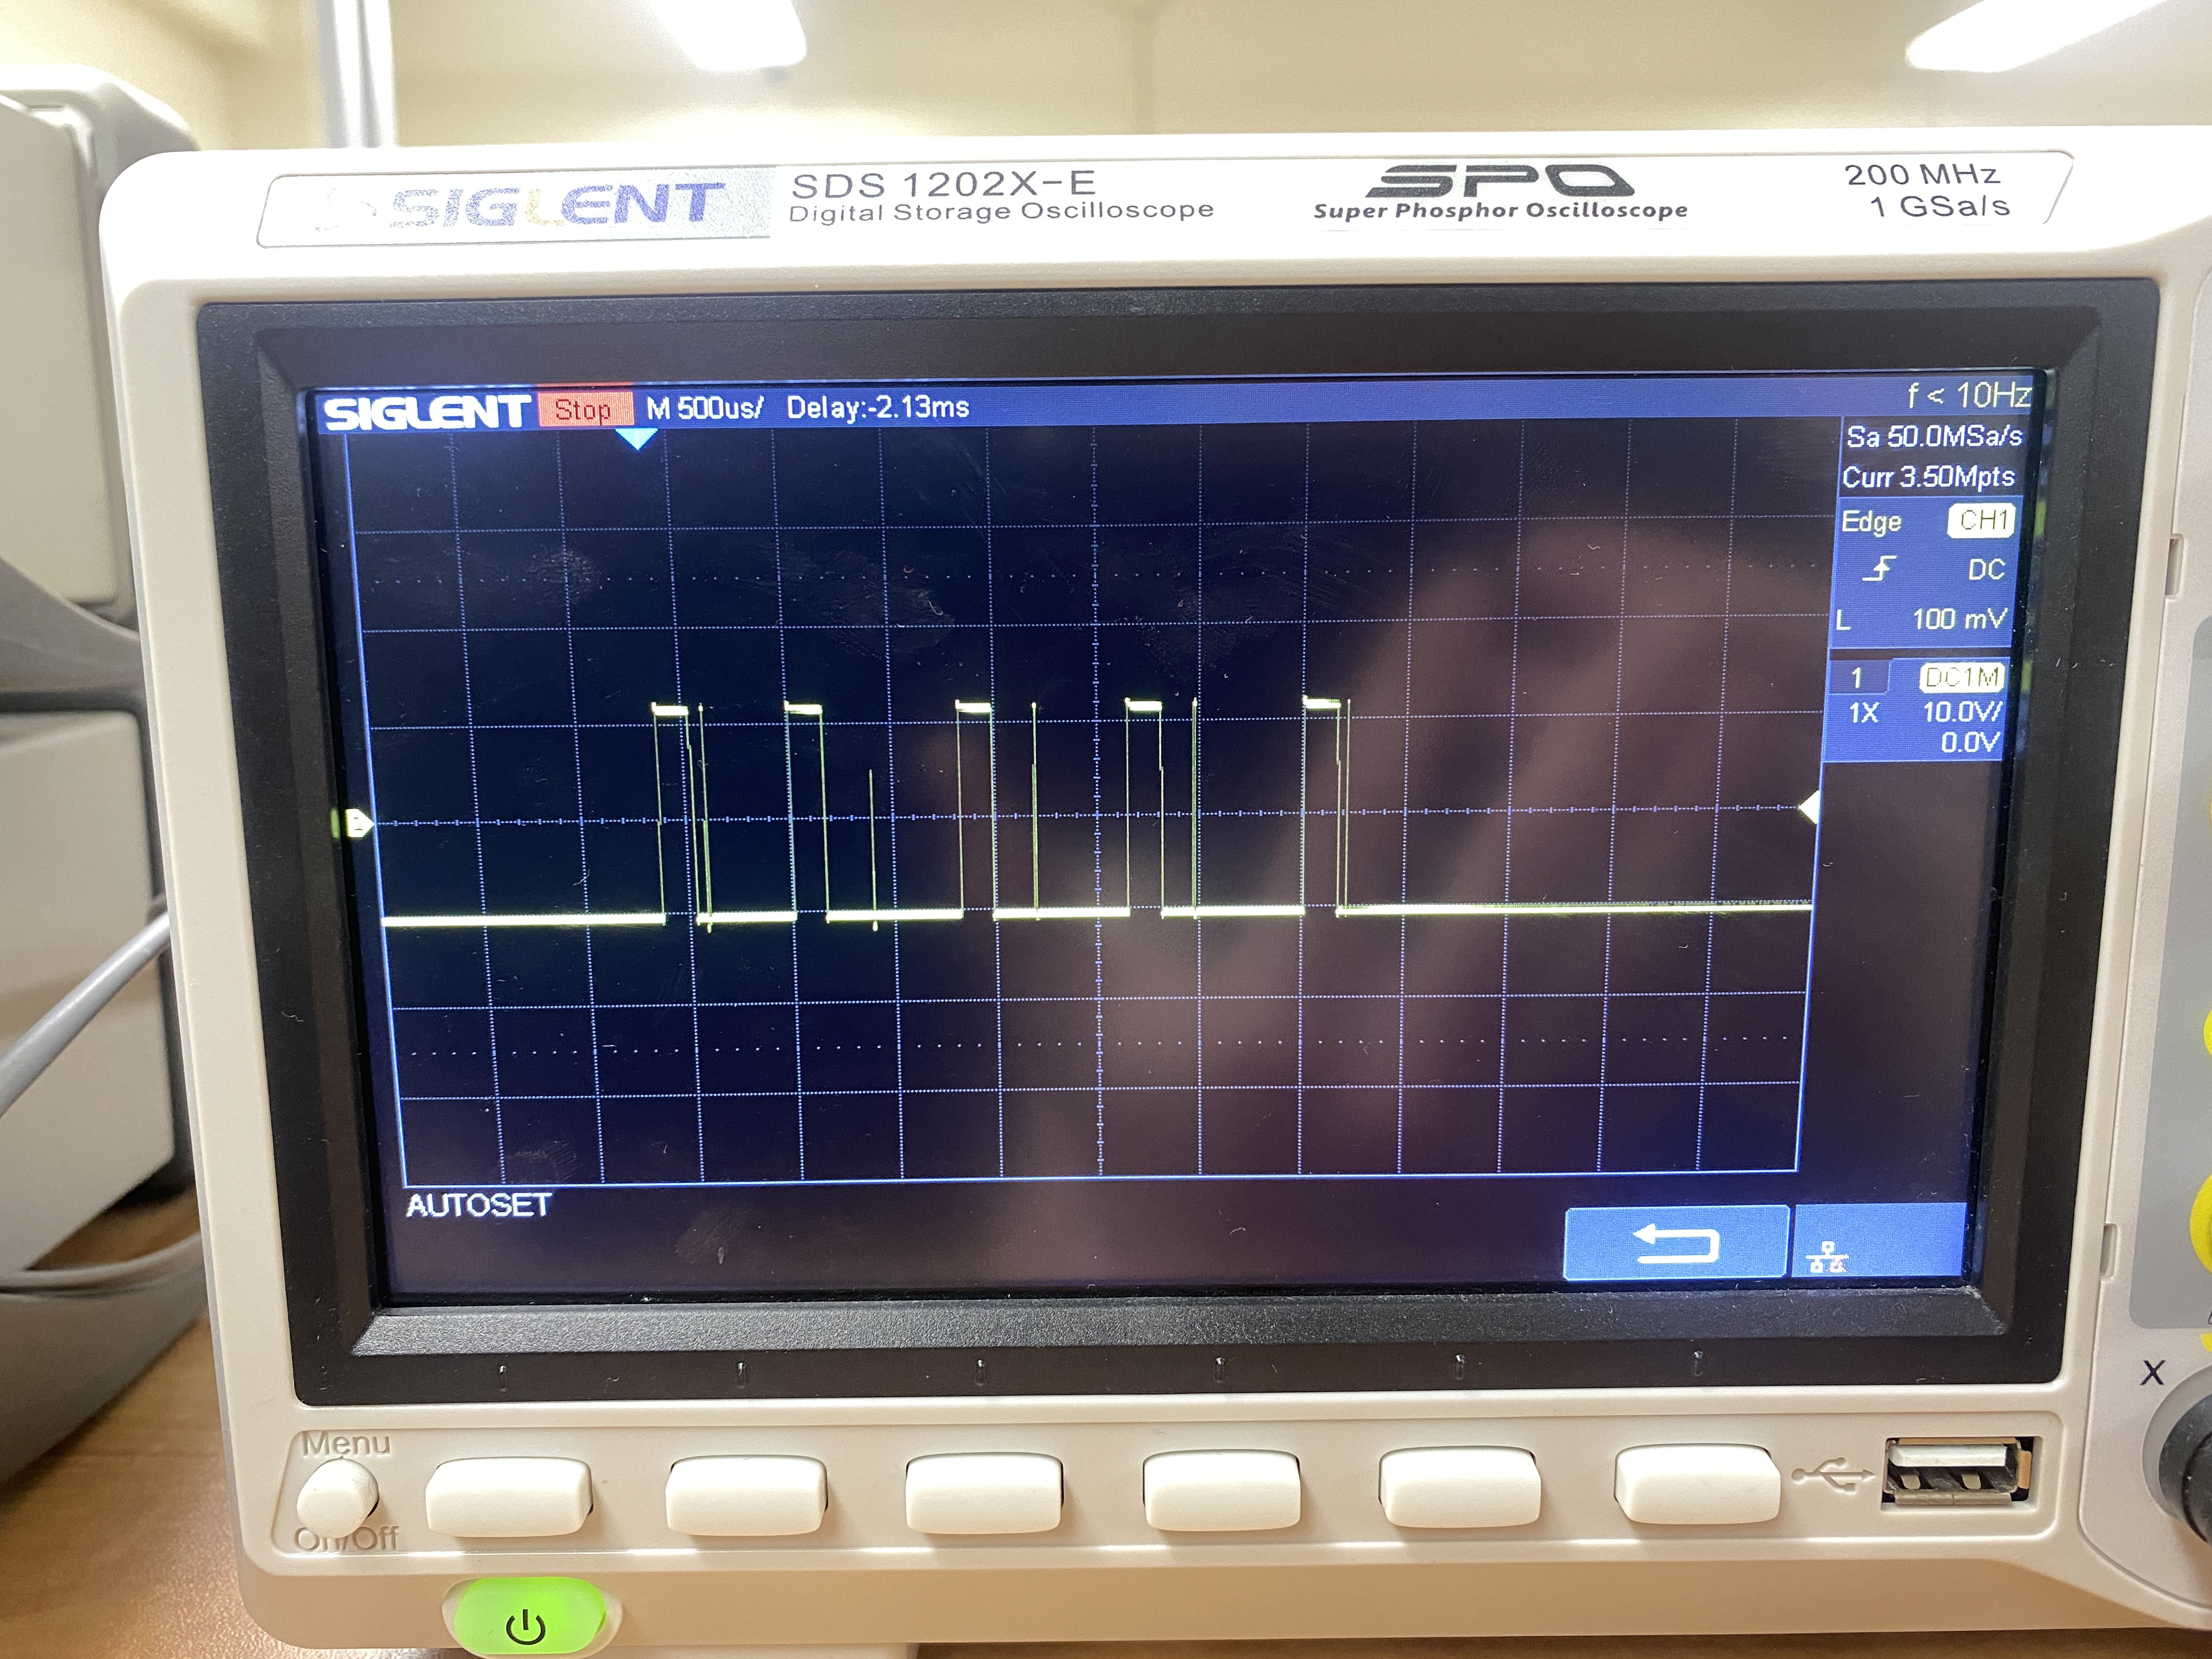 SIGLENT SDS 1202X-E
Digital Storage Oscilloscope
SPO
Super Phosphor Oscilloscope
200 MHz
1 GSa/s
SIGLENT Stop M 500us/ Delay:-2.13ms f < 10Hz
Sa 50.0MSa/s
Curr 3.50Mpts
Edge CH1
DC
L 100 mV
1 DC1M
1X 10.0V/
0.0V
AUTOSET
Menu
On/Off
X